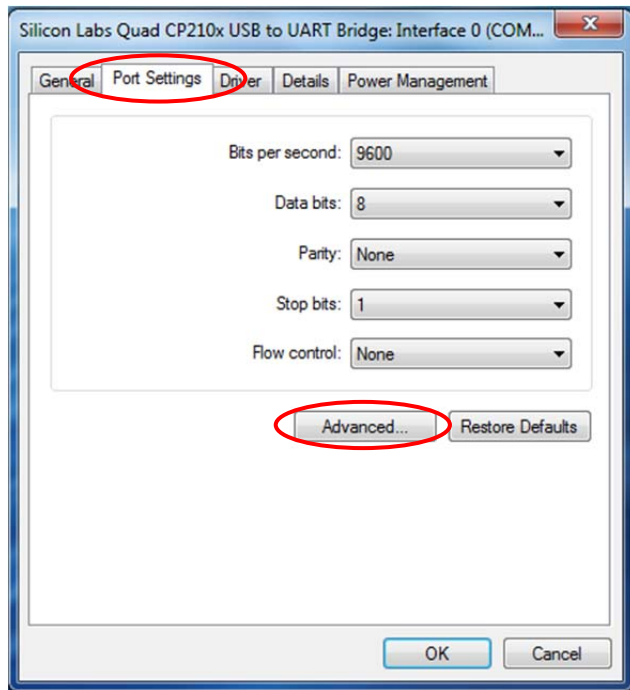 Silicon Labs Quad CP210x USB to UART Bridge: Interface 0 (COM...
General Port Settings Driver Details Power Management
Bits per second: 9600
Data bits: 8
Parity: None
Stop bits: 1
Flow control: None
Advanced... Restore Defaults
OK Cancel